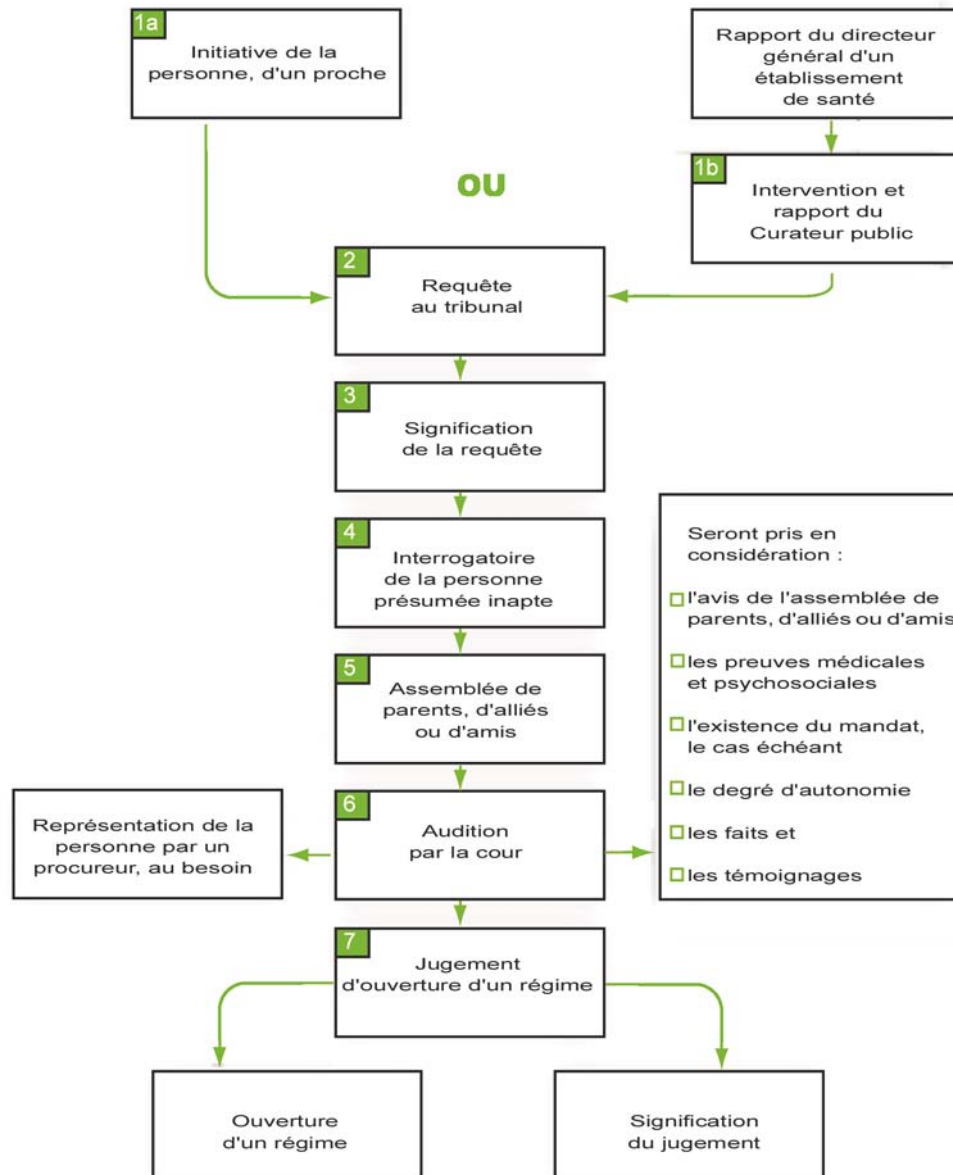 1a
Initiative de la
personne, d'un proche
Rapport du directeur
général d'un
établissement
de santé
OU
1b
Intervention et
rapport du
Curateur public
2
Requête
au tribunal
3
Signification
de la requête
4
Interrogatoire
de la personne
présumée inapte
5
Assemblée de
parents, d'alliés
ou d'amis
6
Audition
par la cour
Représentation de la
personne par un
procureur, au besoin
Seront pris en
considération :
l'avis de l'assemblée de
parents, d'alliés ou d'amis
les preuves médicales
et psychosociales
l'existence du mandat,
le cas échéant
le degré d'autonomie
les faits et
les témoignages
7
Jugement
d'ouverture d'un régime
Ouverture
d'un régime
Signification
du jugement